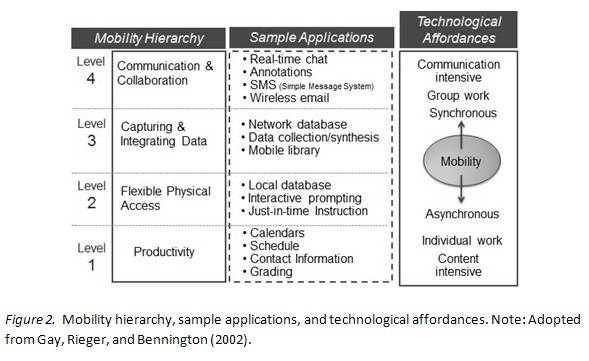 Mobility Hierarchy
Sample Applications
Technological
Affordances
Level
4
Communication &
Collaboration
• Real-time chat
• Annotations
• SMS (Simple Message System)
• Wireless email
Level
3
Capturing &
Integrating Data
• Network database
• Data collection/synthesis
• Mobile library
Level
2
Flexible Physical
Access
• Local database
• Interactive prompting
• Just-in-time Instruction
Level
1
Productivity
• Calendars
• Schedule
• Contact Information
• Grading
Communication
intensive
Group work
Synchronous
Mobility
Asynchronous
Individual work
Content
intensive
Figure 2. Mobility hierarchy, sample applications, and technological affordances. Note: Adopted
from Gay, Rieger, and Bennington (2002).